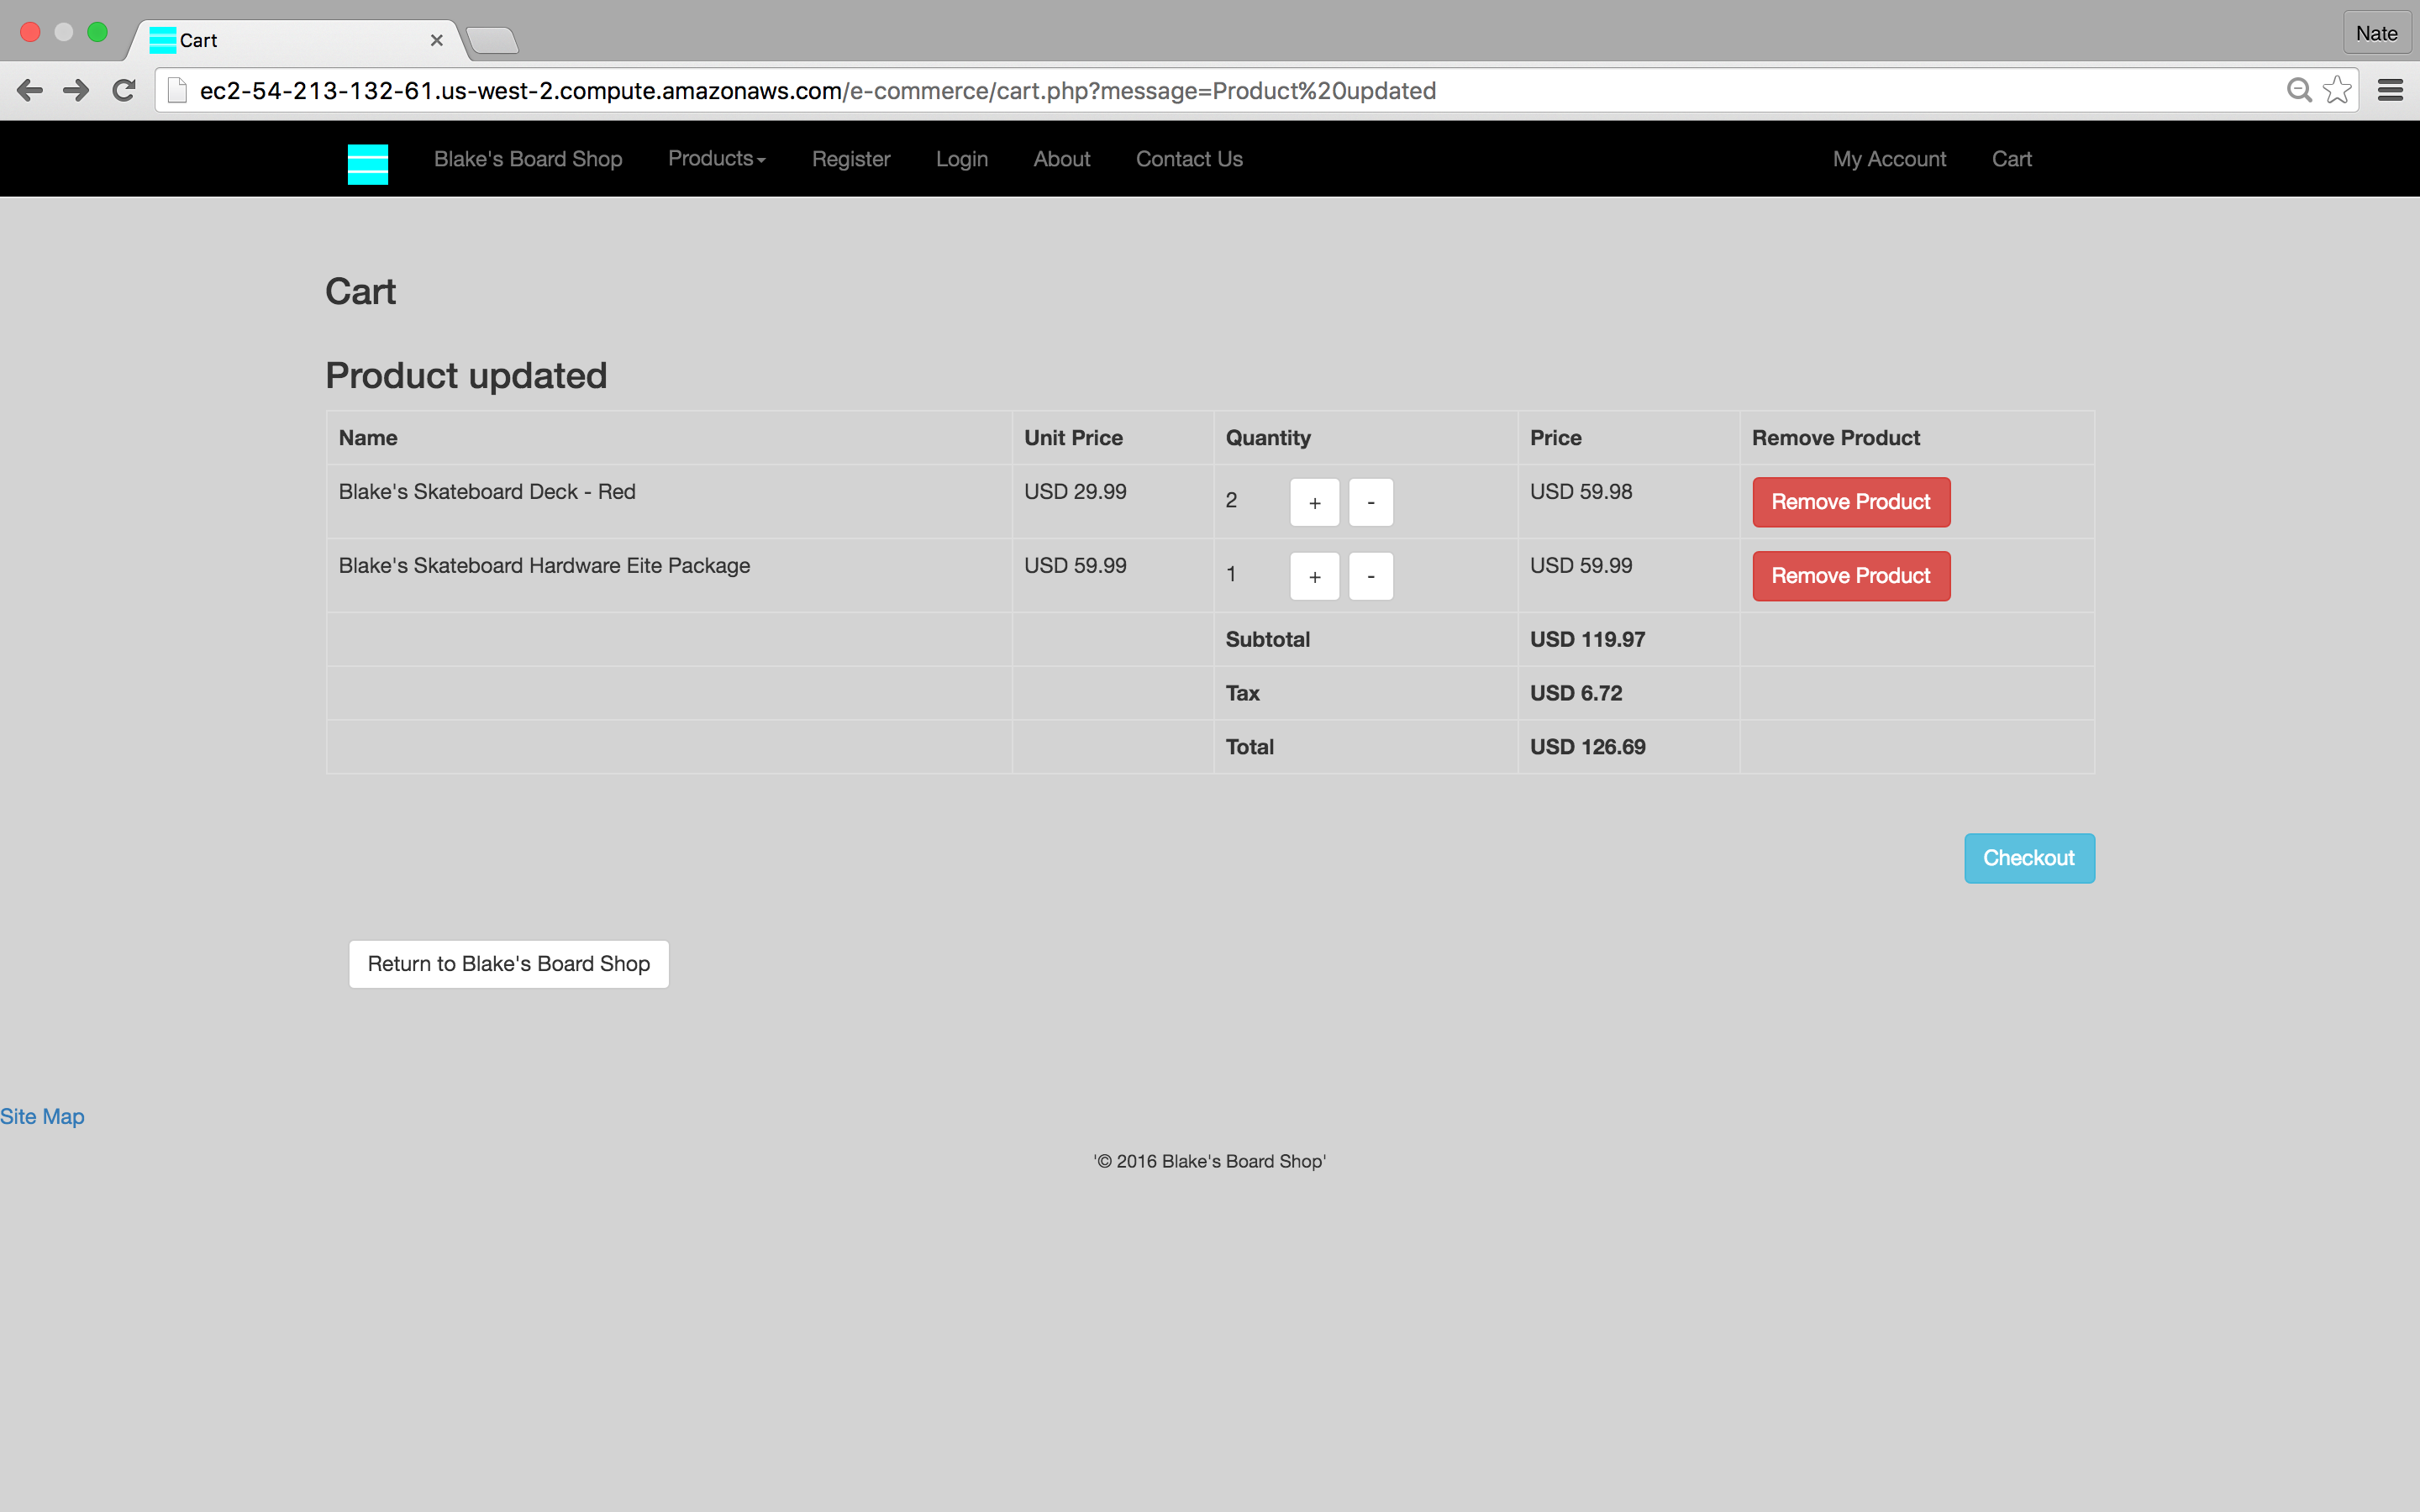 Cart
Nate
ec2-54-213-132-61.us-west-2.compute.amazonaws.com/e-commerce/cart.php?message=Product%20updated
Blake's Board Shop Products Register Login About Contact Us My Account Cart
Cart
Product updated
Name Unit Price Quantity Price Remove Product
Blake's Skateboard Deck - Red USD 29.99 2 + - USD 59.98 Remove Product
Blake's Skateboard Hardware Eite Package USD 59.99 1 + - USD 59.99 Remove Product
Subtotal USD 119.97
Tax USD 6.72
Total USD 126.69
Checkout
Return to Blake's Board Shop
Site Map
'© 2016 Blake's Board Shop'